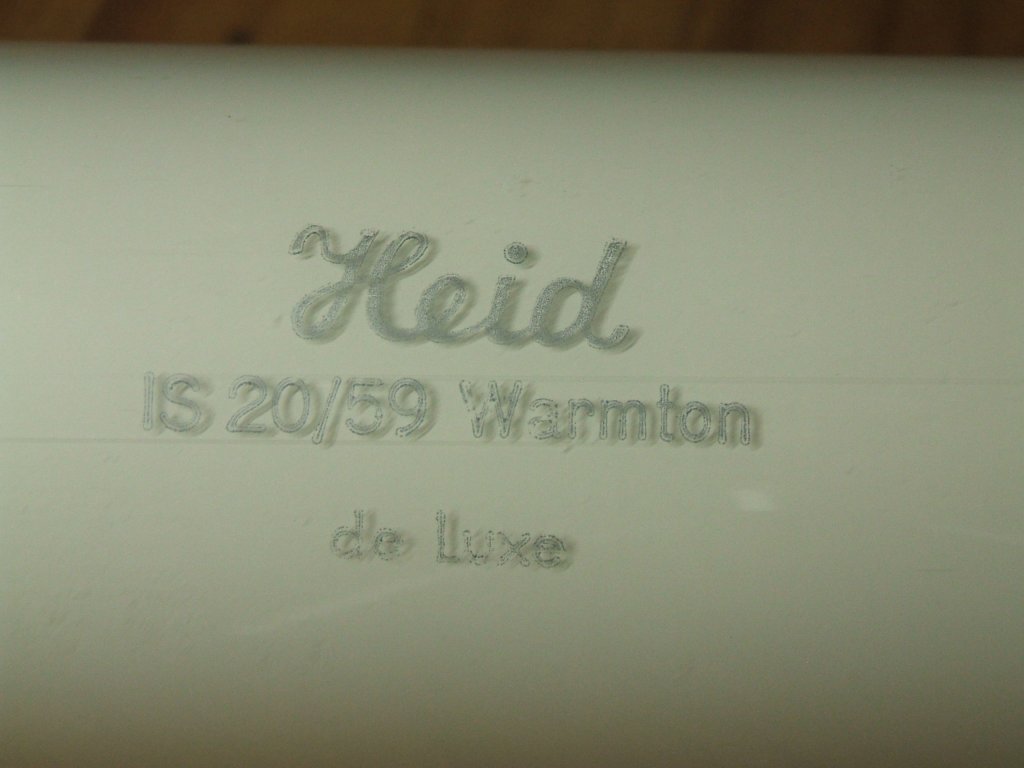 Heid
IS 20/59 Warmton
de Luxe